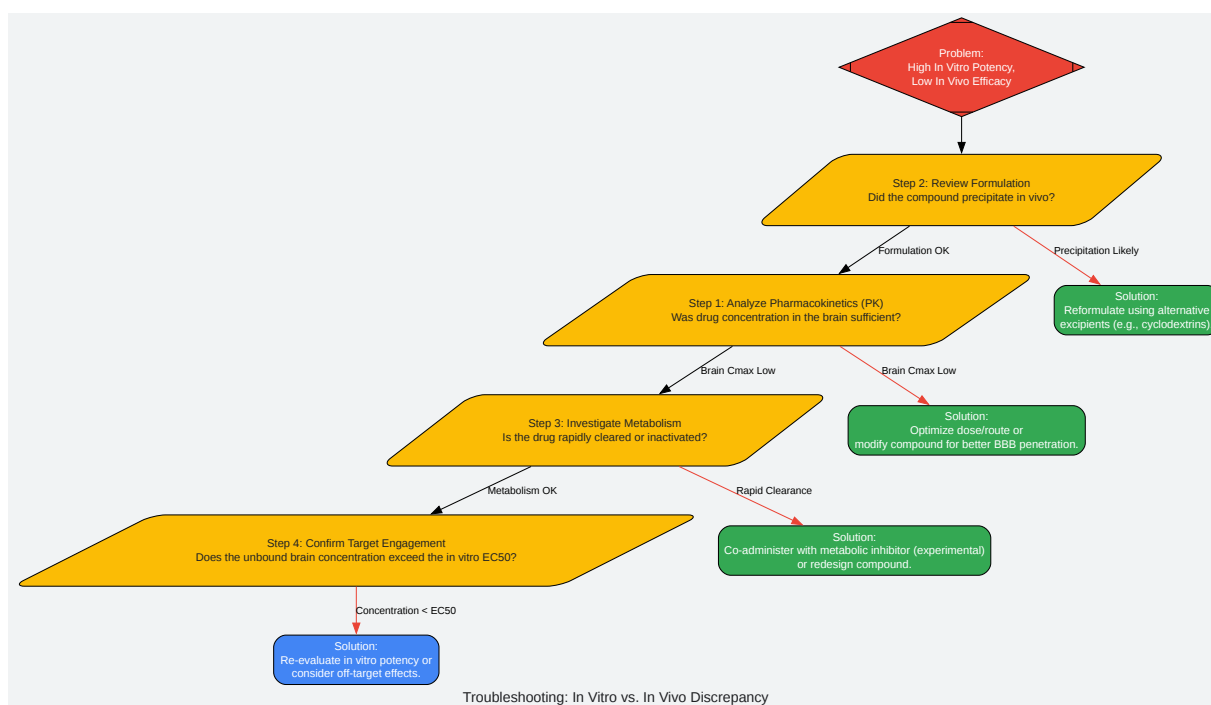 Problem:
High In Vitro Potency,
Low In Vivo Efficacy
Step 2: Review Formulation
Did the compound precipitate in vivo?
Formulation OK
Precipitation Likely
Step 1: Analyze Pharmacokinetics (PK)
Was drug concentration in the brain sufficient?
Solution:
Reformulate using alternative
excipients (e.g., cyclodextrins)
Brain Cmax Low
Brain Cmax Low
Step 3: Investigate Metabolism
Is the drug rapidly cleared or inactivated?
Solution:
Optimize dose/route or
modify compound for better BBB penetration.
Metabolism OK
Rapid Clearance
Step 4: Confirm Target Engagement
Does the unbound brain concentration exceed the in vitro EC50?
Solution:
Co-administer with metabolic inhibitor (experimental)
or redesign compound.
Concentration < EC50
Solution:
Re-evaluate in vitro potency or
consider off-target effects.
Troubleshooting: In Vitro vs. In Vivo Discrepancy